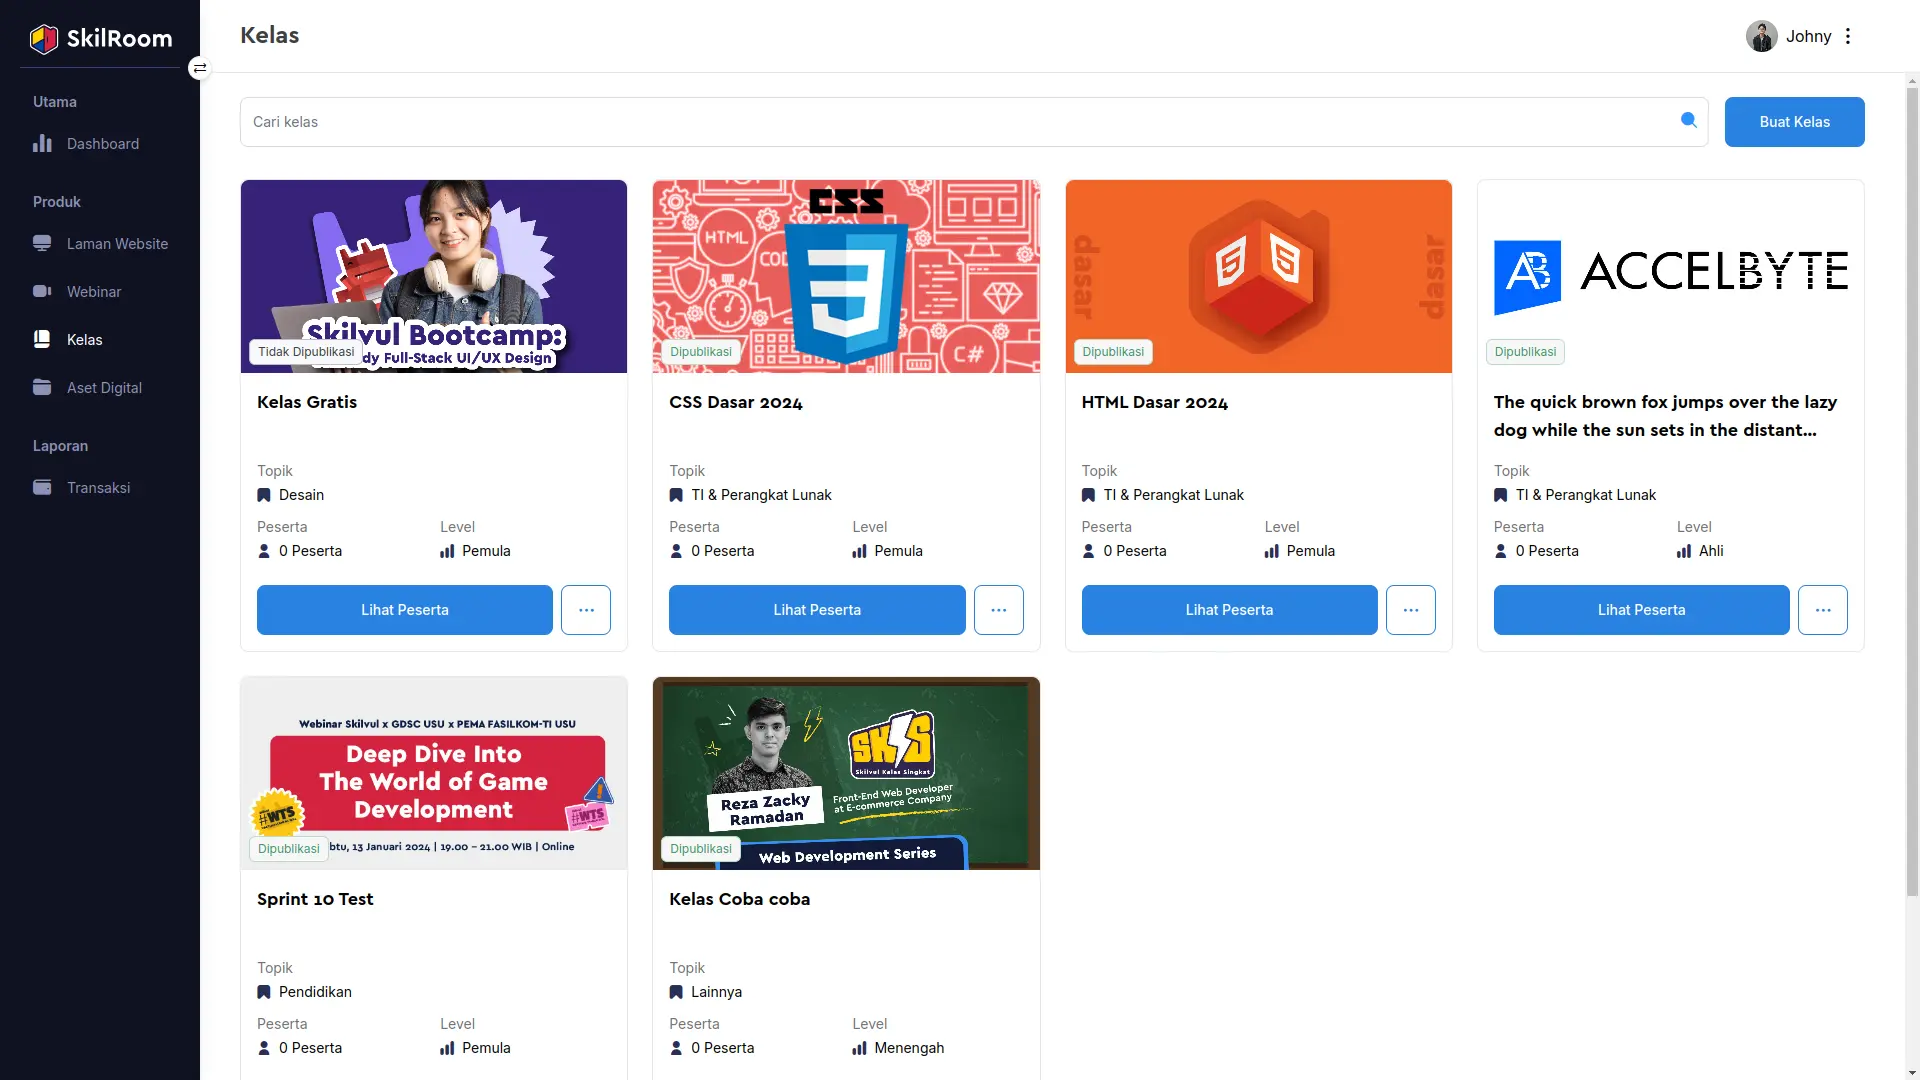 SkilRoom
Kelas
Johny
Utama
Dashboard
Produk
Laman Website
Webinar
Kelas
Aset Digital
Laporan
Transaksi
Cari kelas
Buat Kelas
Skilvul Bootcamp:
dy Full-Stack UI/UX Design
Tidak Dipublikasi
Kelas Gratis
Topik
Desain
Peserta
Level
0 Peserta
Pemula
Lihat Peserta
CSS
HTML
COD
C#
Dipublikasi
CSS Dasar 2024
Topik
TI & Perangkat Lunak
Peserta
Level
0 Peserta
Pemula
Lihat Peserta
dasar
5
5
dasar
Dipublikasi
HTML Dasar 2024
Topik
TI & Perangkat Lunak
Peserta
Level
0 Peserta
Pemula
Lihat Peserta
AB ACCELBYTE
Dipublikasi
The quick brown fox jumps over the lazy
dog while the sun sets in the distant...
Topik
TI & Perangkat Lunak
Peserta
Level
0 Peserta
Ahli
Lihat Peserta
Webinar Skilvul x GDSC USU x PEMA FASILKOM-TI USU
Deep Dive Into
The World of Game
Development
#WTS
#WTS
Dipublikasi
btu, 13 Januari 2024 | 19.00 – 21.00 WIB | Online
Sprint 10 Test
Topik
Pendidikan
Peserta
Level
0 Peserta
Pemula
SKS
Skilvul Kelas Singkat
Reza Zacky
Ramadan
Front-End Web Developer
at E-commerce Company
Dipublikasi
Web Development Series
Kelas Coba coba
Topik
Lainnya
Peserta
Level
0 Peserta
Menengah